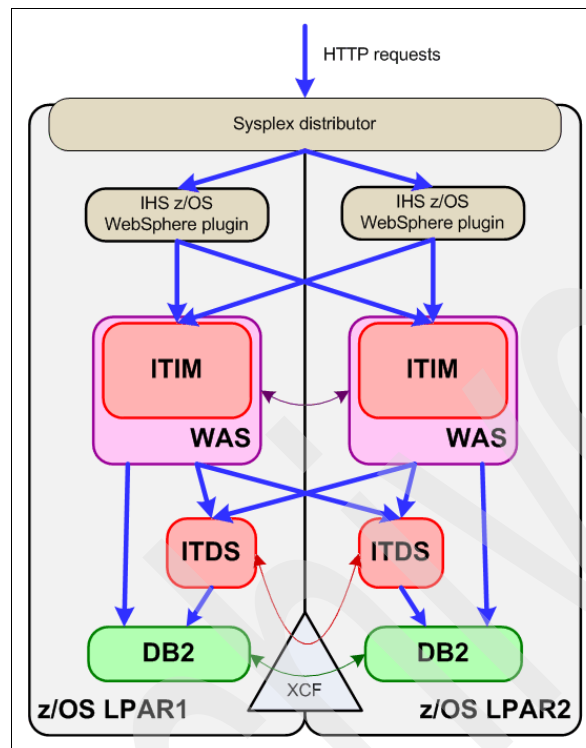 HTTP requests
Sysplex distributor
IHS z/OS
WebSphere plugin
IHS z/OS
WebSphere plugin
ITIM
ITIM
WAS
WAS
ITDS
ITDS
DB2
DB2
XCF
z/OS LPAR1
z/OS LPAR2